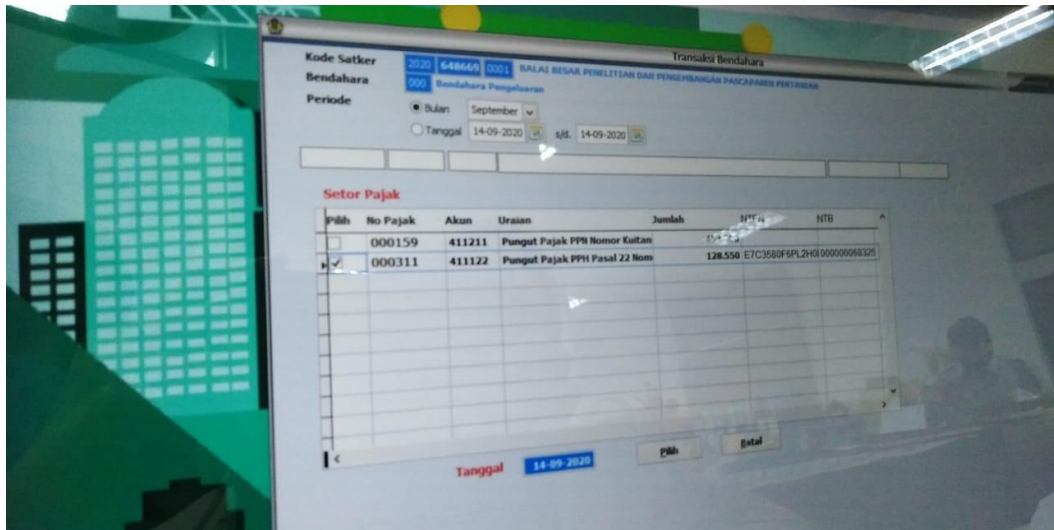 Transaksi Bendahara
Kode Satker 2020 648669 0001 BALAI BESAR PENELITIAN DAN PENGEMBANGAN PASCAPANEN PERTANIAN
Bendahara 000 Bendahara Pengeluaran
Periode Bulan September
Tanggal 14-09-2020 s/d. 14-09-2020
Setor Pajak
Pilih No Pajak Akun Uraian Jumlah NTPN NTB
000159 411211 Pungut Pajak PPN Nomor Kuitan
000311 411122 Pungut Pajak PPH Pasal 22 Nom 128.550 E7C3580F6PL2H0 000000068325
Tanggal 14-09-2020 Pilih Batal